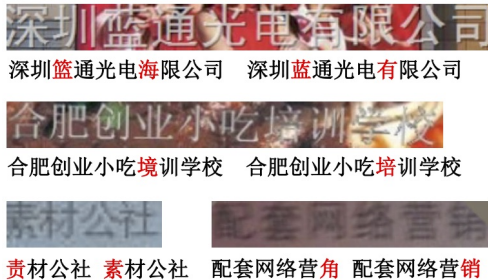 深圳蓝通光电有限公司
深圳篮通光电海限公司 深圳蓝通光电有限公司
合肥创业小吃培训学校
合肥创业小吃境训学校 合肥创业小吃培训学校
素材公社 配套网络营销
责材公社 素材公社 配套网络营角 配套网络营销